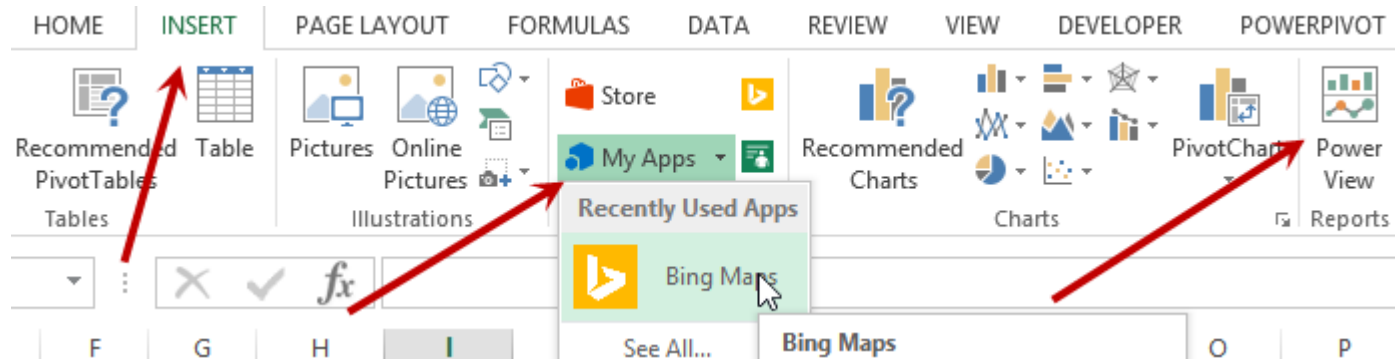 HOME INSERT PAGE LAYOUT FORMULAS DATA REVIEW VIEW DEVELOPER POWERPIVOT
Recommended PivotTables
Table
Pictures
Online Pictures
Store
My Apps
Recommended Charts
PivotChart
Power View
Tables
Illustrations
Charts
Reports
Recently Used Apps
Bing Maps
See All...
Bing Maps
fx
F G H I O P